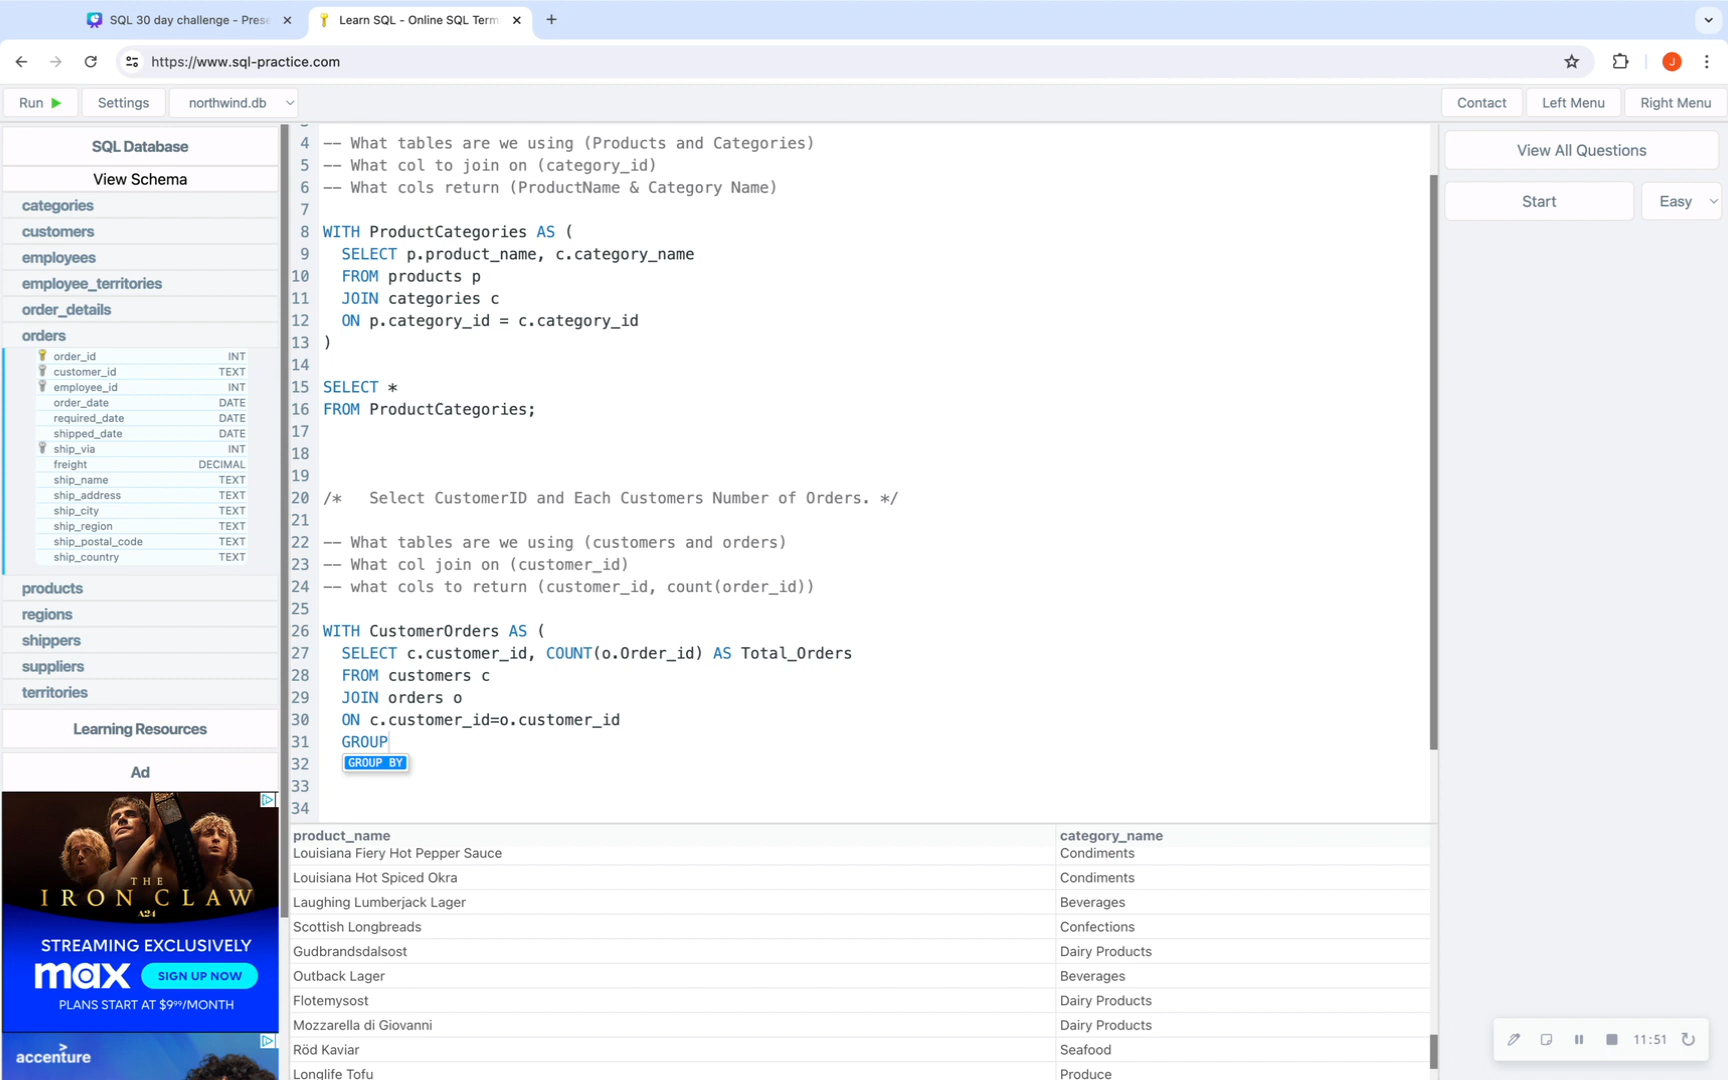 SQL 30 day challenge - Prese
Learn SQL - Online SQL Term
https://www.sql-practice.com
J
Run
Settings
northwind.db
Contact
Left Menu
Right Menu
SQL Database
View Schema
categories
customers
employees
employee_territories
order_details
orders
order_id INT
customer_id TEXT
employee_id INT
order_date DATE
required_date DATE
shipped_date DATE
ship_via INT
freight DECIMAL
ship_name TEXT
ship_address TEXT
ship_city TEXT
ship_region TEXT
ship_postal_code TEXT
ship_country TEXT
products
regions
shippers
suppliers
territories
Learning Resources
Ad
THE
IRON CLAW
A24
STREAMING EXCLUSIVELY
max SIGN UP NOW
PLANS START AT $9.99/MONTH
accenture
4 -- What tables are we using (Products and Categories)
5 -- What col to join on (category_id)
6 -- What cols return (ProductName & Category Name)
7
8 WITH ProductCategories AS (
9 SELECT p.product_name, c.category_name
10 FROM products p
11 JOIN categories c
12 ON p.category_id = c.category_id
13 )
14
15 SELECT *
16 FROM ProductCategories;
17
18
19
20 /* Select CustomerID and Each Customers Number of Orders. */
21
22 -- What tables are we using (customers and orders)
23 -- What col join on (customer_id)
24 -- what cols to return (customer_id, count(order_id))
25
26 WITH CustomerOrders AS (
27 SELECT c.customer_id, COUNT(o.Order_id) AS Total_Orders
28 FROM customers c
29 JOIN orders o
30 ON c.customer_id=o.customer_id
31 GROUP
32 GROUP BY
33
34
product_name category_name
Louisiana Fiery Hot Pepper Sauce Condiments
Louisiana Hot Spiced Okra Condiments
Laughing Lumberjack Lager Beverages
Scottish Longbreads Confections
Gudbrandsdalsost Dairy Products
Outback Lager Beverages
Flotemysost Dairy Products
Mozzarella di Giovanni Dairy Products
Röd Kaviar Seafood
Longlife Tofu Produce
View All Questions
Start
Easy
11:51